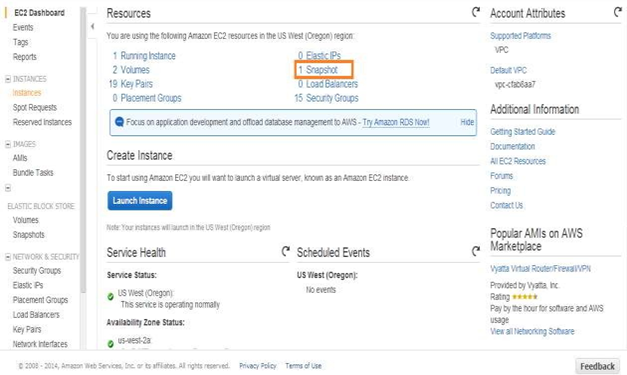 EC2 Dashboard
Events
Tags
Reports
INSTANCES
Instances
Spot Requests
Reserved Instances
IMAGES
AMIs
Bundle Tasks
ELASTIC BLOCK STORE
Volumes
Snapshots
NETWORK & SECURITY
Security Groups
Elastic IPs
Placement Groups
Load Balancers
Key Pairs
Network Interfaces
Resources
You are using the following Amazon EC2 resources in the US West (Oregon) region:
1 Running Instance
0 Elastic IPs
2 Volumes
1 Snapshot
19 Key Pairs
0 Load Balancers
0 Placement Groups
15 Security Groups
Focus on application development and offload database management to AWS - Try Amazon RDS Now! Hide
Create Instance
To start using Amazon EC2 you will want to launch a virtual server, known as an Amazon EC2 instance.
Launch Instance
Note: Your instances will launch in the US West (Oregon) region
Service Health
Service Status:
US West (Oregon):
This service is operating normally
Availability Zone Status:
us-west-2a:
Scheduled Events
US West (Oregon):
No events
Account Attributes
Supported Platforms
VPC
Default VPC
vpc-cfab6aa7
Additional Information
Getting Started Guide
Documentation
All EC2 Resources
Forums
Pricing
Contact Us
Popular AMIs on AWS
Marketplace
Vyatta Virtual Router/Firewall/VPN
Provided by Vyatta, Inc.
Rating
Pay by the hour for software and AWS
usage
View all Networking Software
© 2008 - 2014, Amazon Web Services, Inc. or its affiliates. All rights reserved. Privacy Policy Terms of Use
Feedback